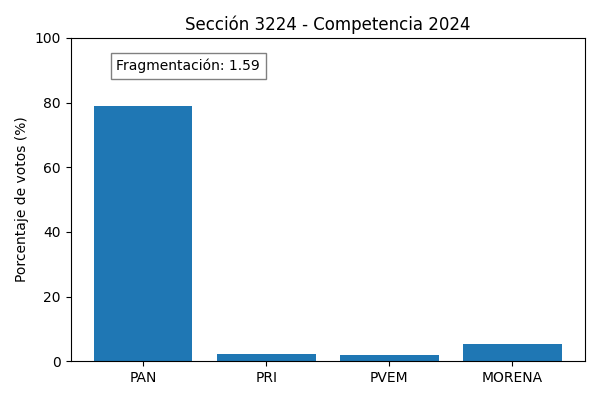 Sección 3224 - Competencia 2024
Fragmentación: 1.59
Porcentaje de votos (%)
100
80
60
40
20
0
PAN PRI PVEM MORENA